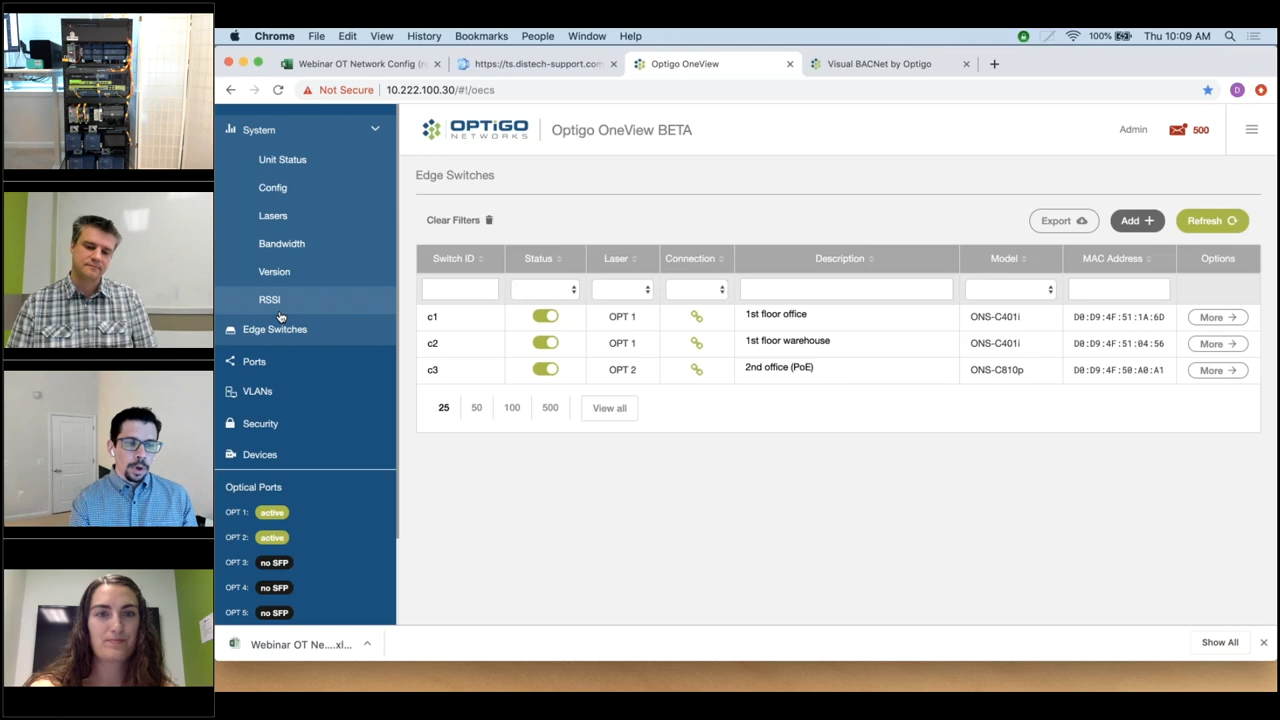 Chrome File Edit View History Bookmarks People Window Help 100% Thu 10:09 AM
Webinar OT Network Config (r × https://st.distech-support.com × Optigo OneView × Visual BACNet by Optigo × +
Not Secure 10.222.100.30/#!/oecs D
System
Unit Status
Config
Lasers
Bandwidth
Version
RSSI
Edge Switches
Ports
VLANs
Security
Devices
Optical Ports
OPT 1: active
OPT 2: active
OPT 3: no SFP
OPT 4: no SFP
OPT 5: no SFP
OPTIGO NETWORKS Optigo OneView BETA Admin 500
Edge Switches
Clear Filters Export Add + Refresh
Switch ID Status Laser Connection Description Model MAC Address Options
c1 OPT 1 1st floor office ONS-C401i D0:D9:4F:51:1A:6D More →
c2 OPT 1 1st floor warehouse ONS-C401i D0:D9:4F:51:04:56 More →
c3 OPT 2 2nd office (PoE) ONS-C810p D0:D9:4F:50:A0:A1 More →
25 50 100 500 View all
Webinar OT Ne....xl... Show All ×